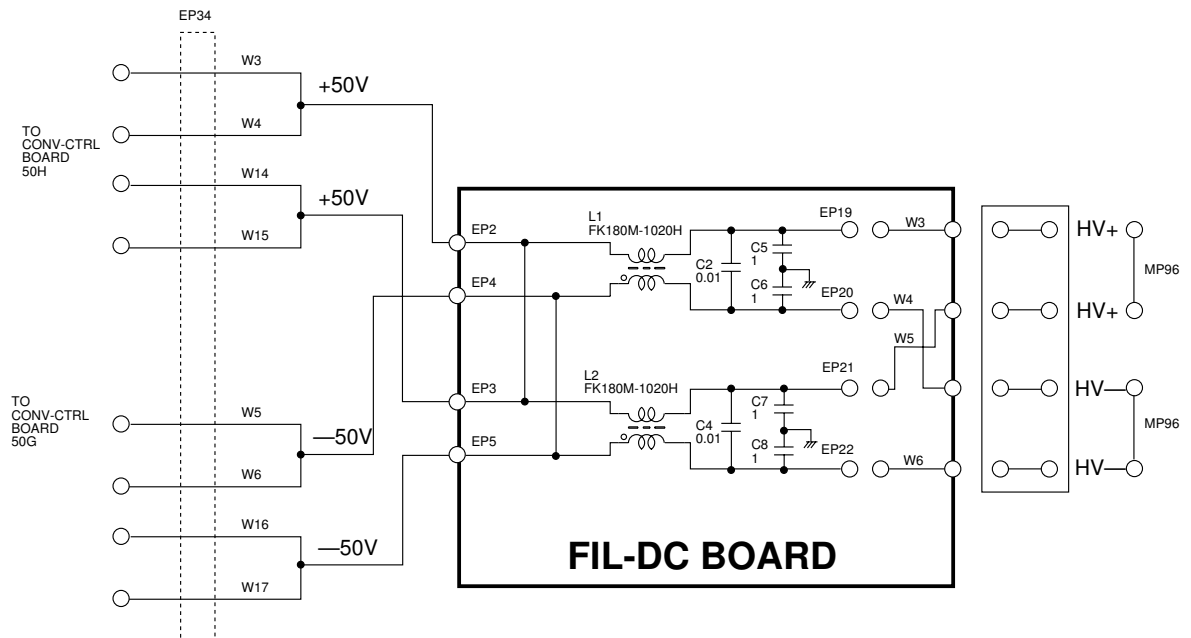 EP34
W3
+50V
W4
TO
CONV-CTRL
BOARD
50H
W14
+50V
W15
EP2
L1
FK180M-1020H
EP19
W3
HV+
C5
1
C2
0.01
MP96
EP4
C6
1
EP20
W4
HV+
W5
EP21
L2
FK180M-1020H
HV—
EP3
C7
1
C4
0.01
MP96
TO
CONV-CTRL
BOARD
50G
W5
—50V
EP5
C8
1
EP22
W6
HV—
W6
W16
—50V
FIL-DC BOARD
W17